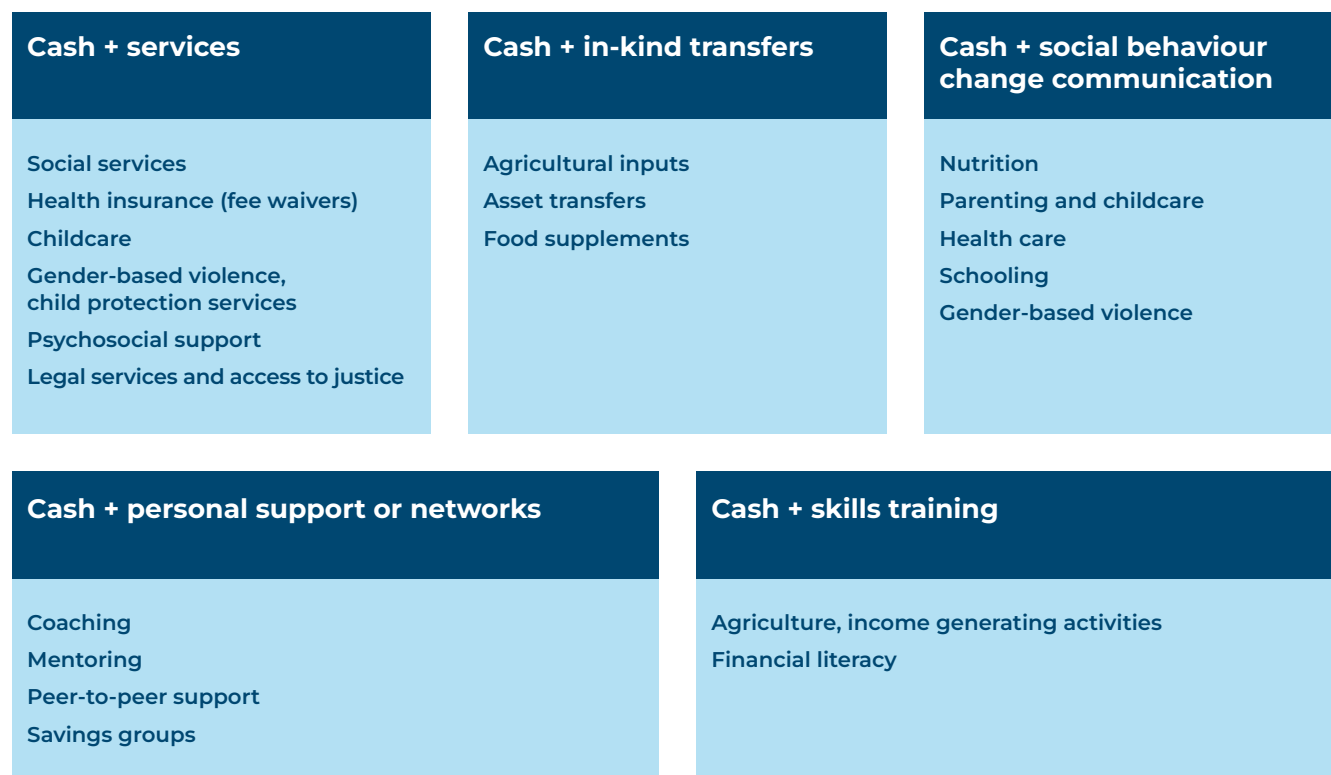 Cash + services
Social services
Health insurance (fee waivers)
Childcare
Gender-based violence,
child protection services
Psychosocial support
Legal services and access to justice
Cash + in-kind transfers
Agricultural inputs
Asset transfers
Food supplements
Cash + social behaviour
change communication
Nutrition
Parenting and childcare
Health care
Schooling
Gender-based violence
Cash + personal support or networks
Coaching
Mentoring
Peer-to-peer support
Savings groups
Cash + skills training
Agriculture, income generating activities
Financial literacy